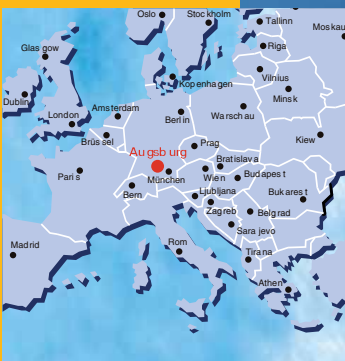 Oslo
Stockholm
Tallinn
Moskau
Riga
Glasgow
Kopenhagen
Vilnius
Minsk
Dublin
London
Amsterdam
Berlin
Warschau
Brüssel
Prag
Kiew
Augsburg
Bratislava
Paris
München
Wien
Budapest
Bern
Ljubliana
Zagreb
Bukarest
Belgrad
Sarajevo
Madrid
Rom
Tirana
Athen